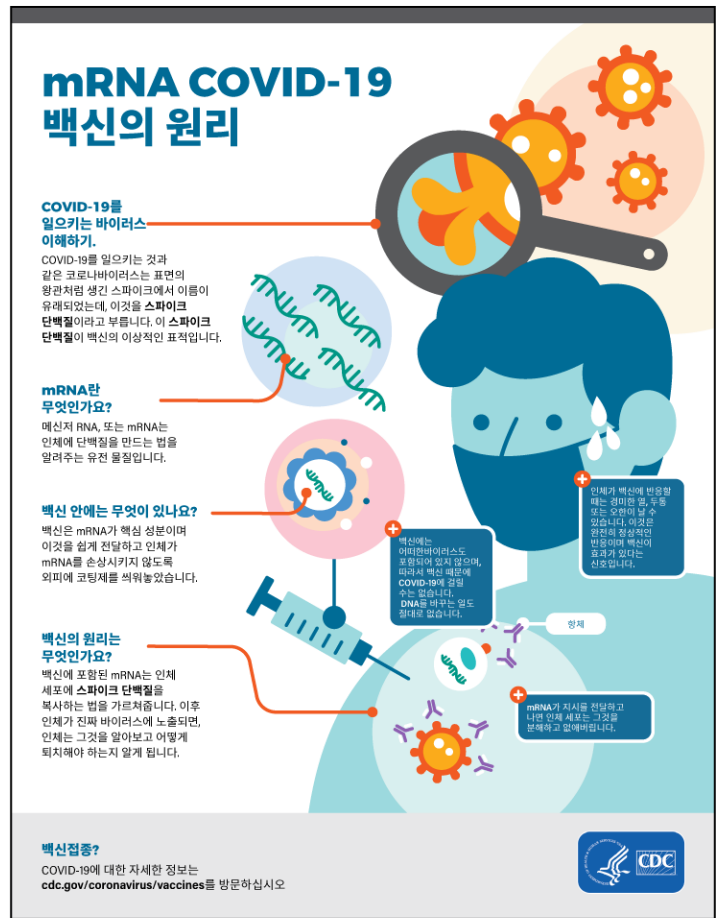 mRNA COVID-19
백신의 원리
COVID-19를
일으키는 바이러스
이해하기.
COVID-19를 일으키는 것과
같은 코로나바이러스는 표면의
왕관처럼 생긴 스파이크에서 이름이
유래되었는데, 이것을 스파이크
단백질이라고 부릅니다. 이 스파이크
단백질이 백신의 이상적인 표적입니다.
mRNA란
무엇인가요?
메신저 RNA, 또는 mRNA는
인체에 단백질을 만드는 법을
알려주는 유전 물질입니다.
백신 안에는 무엇이 있나요?
백신은 mRNA가 핵심 성분이며
이것을 쉽게 전달하고 인체가
mRNA를 손상시키지 않도록
외피에 코팅제를 씌워놓았습니다.
백신에는
어떠한바이러스도
포함되어 있지 않으며,
따라서 백신 때문에
COVID-19에 걸릴
수는 없습니다.
DNA를 바꾸는 일도
절대로 없습니다.
인체가 백신에 반응할
때는 경미한 열, 두통
또는 오한이 날 수
있습니다. 이것은
완전히 정상적인
반응이며 백신이
효과가 있다는
신호입니다.
항체
백신의 원리는
무엇인가요?
백신에 포함된 mRNA는 인체
세포에 스파이크 단백질을
복사하는 법을 가르쳐줍니다. 이후
인체가 진짜 바이러스에 노출되면,
인체는 그것을 알아보고 어떻게
퇴치해야 하는지 알게 됩니다.
mRNA가 지시를 전달하고
나면 인체 세포는 그것을
분해하고 없애버립니다.
백신접종?
COVID-19에 대한 자세한 정보는
cdc.gov/coronavirus/vaccines를 방문하십시오
CDC